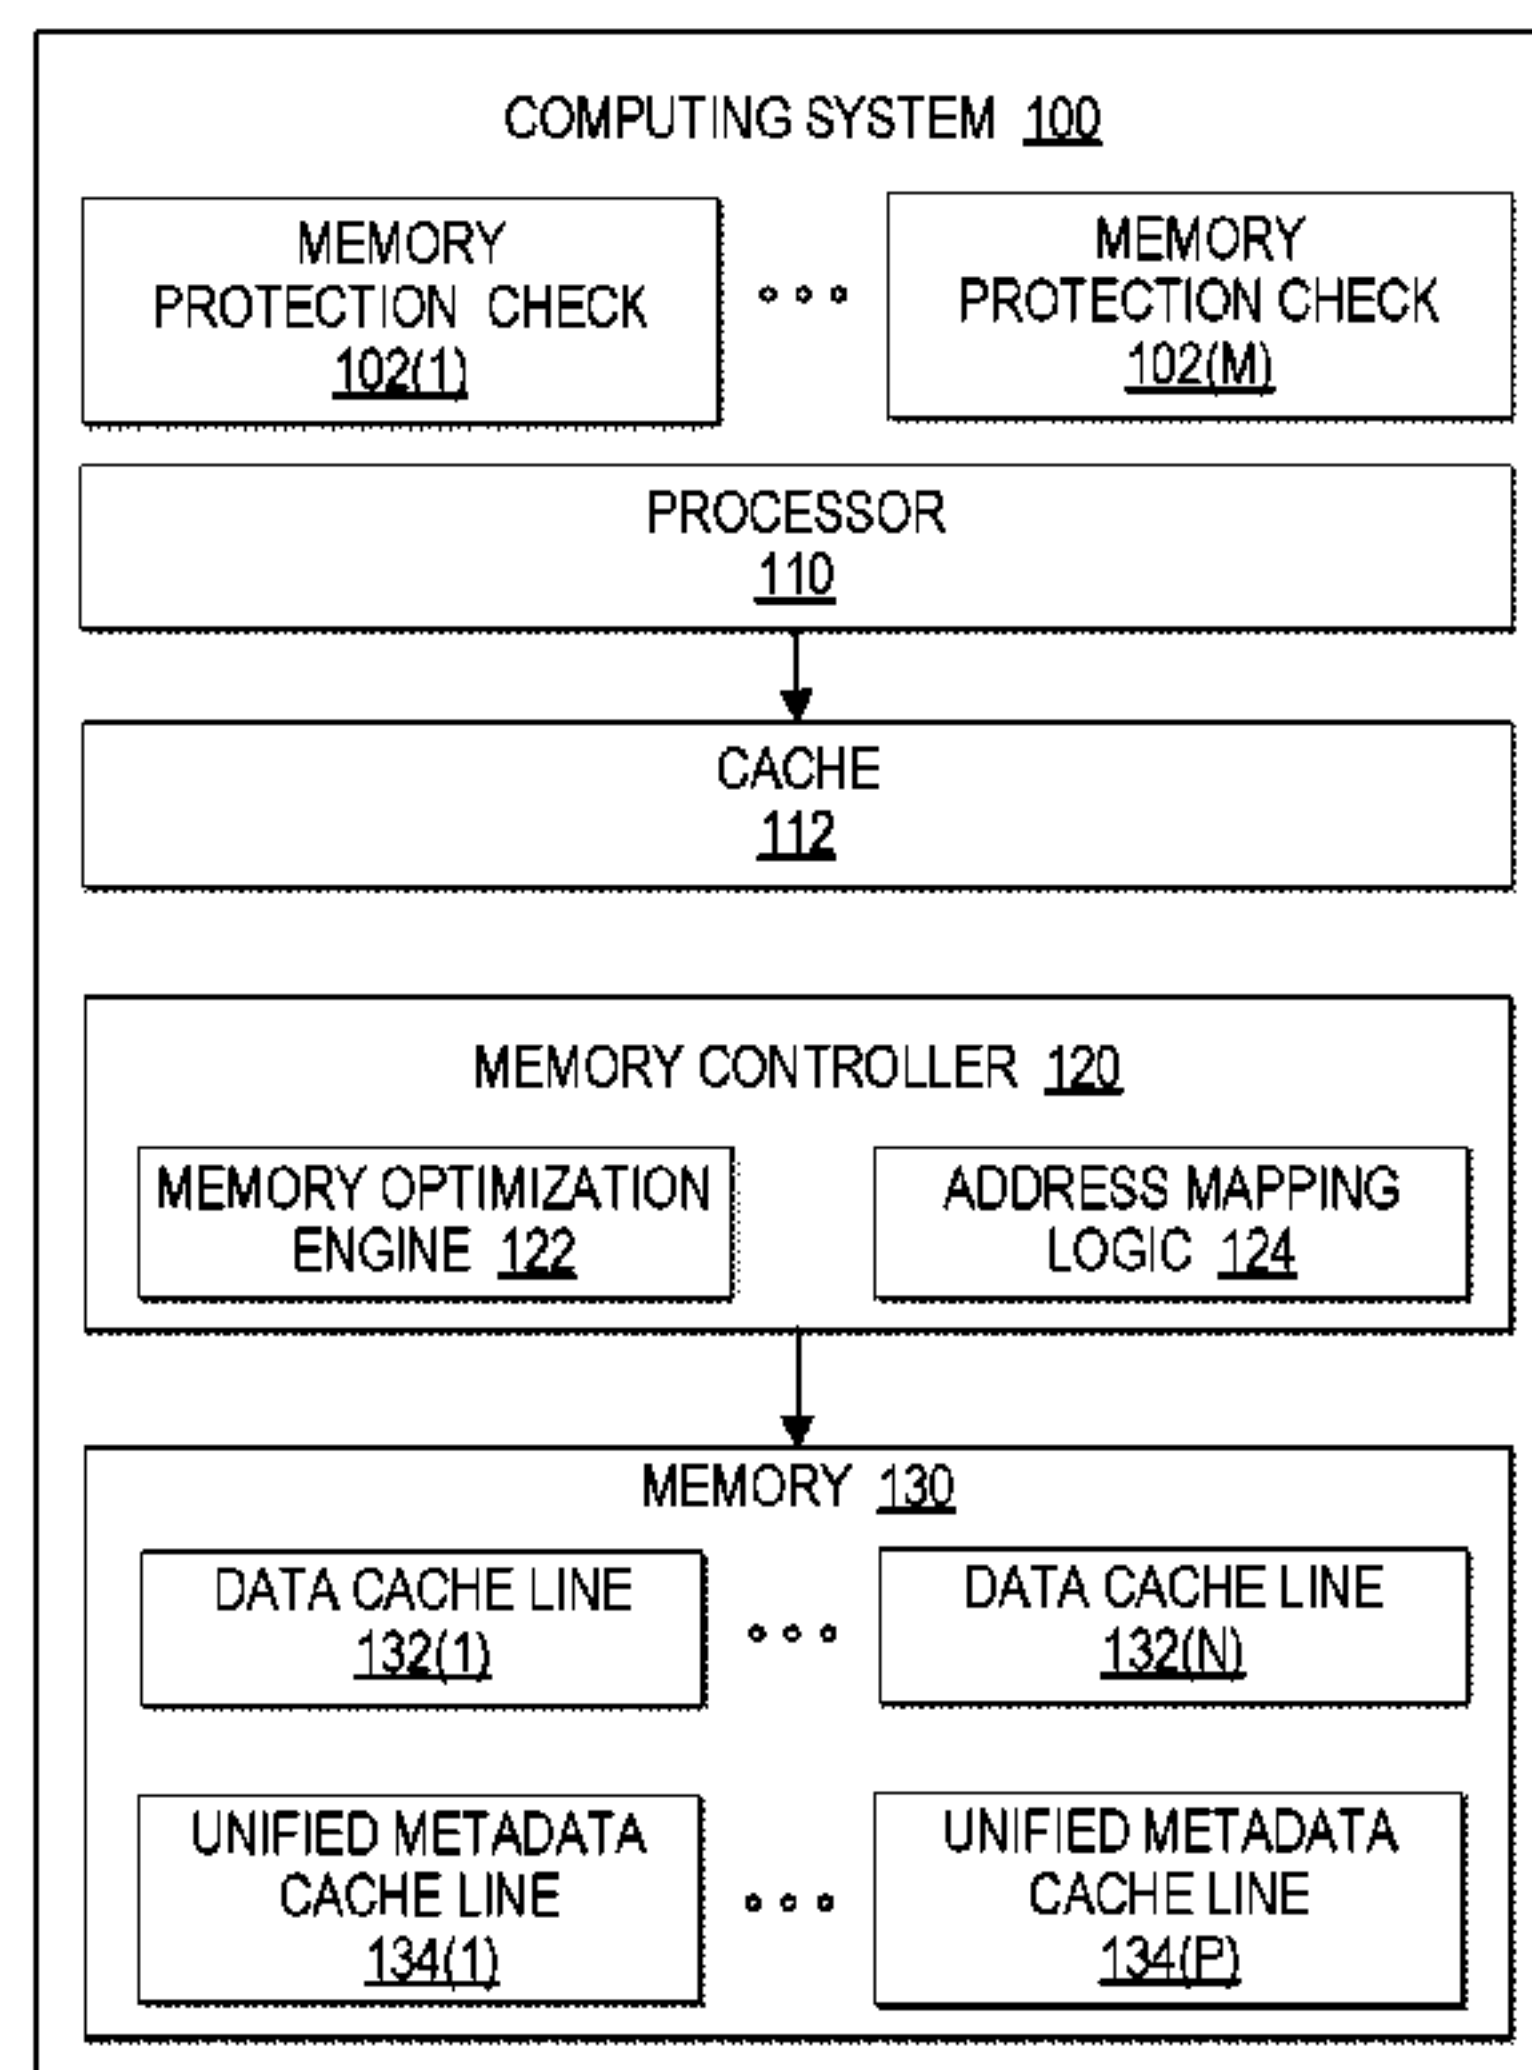 COMPUTING SYSTEM 100
MEMORY
PROTECTION CHECK
102(1)
MEMORY
PROTECTION CHECK
102(M)
PROCESSOR
110
CACHE
112
MEMORY CONTROLLER 120
MEMORY OPTIMIZATION
ENGINE 122
ADDRESS MAPPING
LOGIC 124
MEMORY 130
DATA CACHE LINE
132(1)
DATA CACHE LINE
132(N)
UNIFIED METADATA
CACHE LINE
134(1)
UNIFIED METADATA
CACHE LINE
134(P)